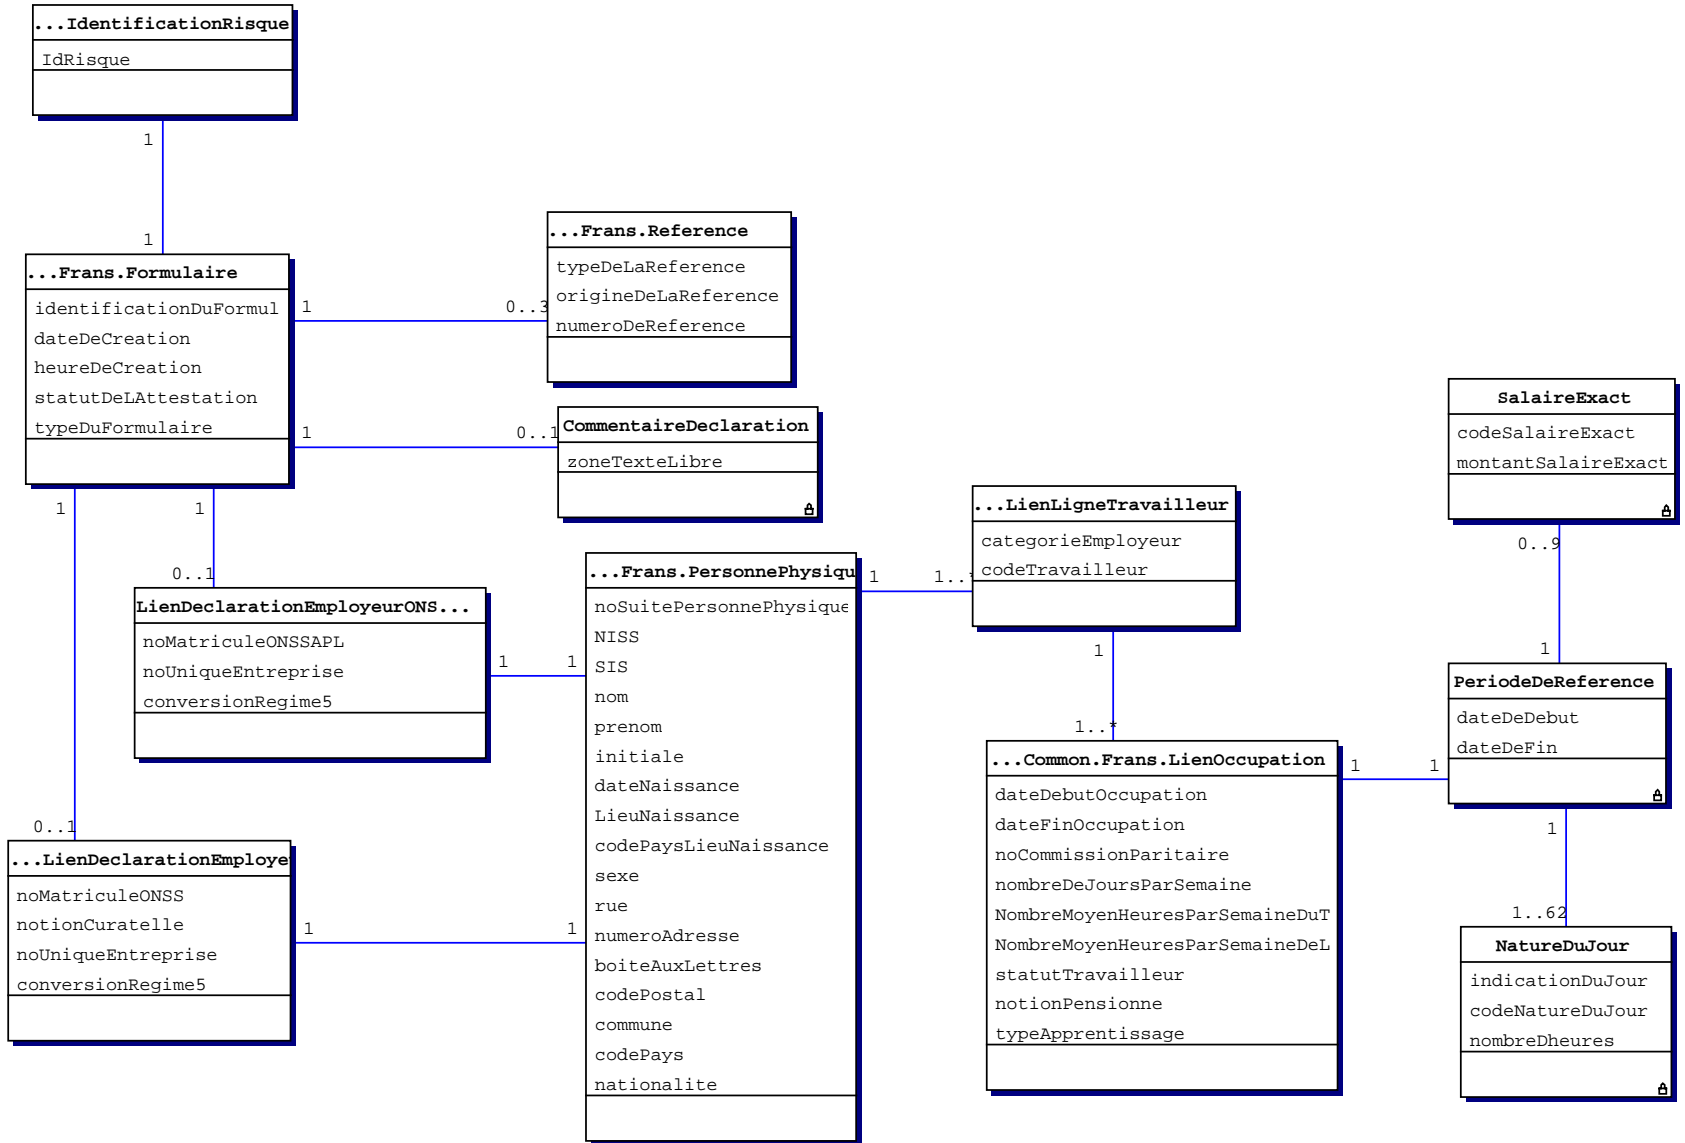 ...IdentificationRisque
IdRisque
1
1
...Frans.Formulaire
identificationDuFormul
dateDeCreation
heureDeCreation
statutDeLAttestation
typeDuFormulaire
1
0..3
...Frans.Reference
typeDeLaReference
origineDeLaReference
numeroDeReference
1
0..1
CommentaireDeclaration
zoneTexteLibre
1
1
0..1
LienDeclarationEmployeurONS...
noMatriculeONSSAPL
noUniqueEntreprise
conversionRegime5
1
1
0..1
...LienDeclarationEmploye
noMatriculeONSS
notionCuratelle
noUniqueEntreprise
conversionRegime5
1
1
...Frans.PersonnePhysiqu
noSuitePersonnePhysique
NISS
SIS
nom
prenom
initiale
dateNaissance
LieuNaissance
codePaysLieuNaissance
sexe
rue
numeroAdresse
boiteAuxLettres
codePostal
commune
codePays
nationalite
1
1..*
...LienLigneTravailleur
categorieEmployeur
codeTravailleur
1
1..*
...Common.Frans.LienOccupation
dateDebutOccupation
dateFinOccupation
noCommissionParitaire
nombreDeJoursParSemaine
NombreMoyenHeuresParSemaineDuT
NombreMoyenHeuresParSemaineDeL
statutTravailleur
notionPensionne
typeApprentissage
1
1
SalaireExact
codeSalaireExact
montantSalaireExact
0..9
1
PeriodeDeReference
dateDeDebut
dateDeFin
1
1..62
NatureDuJour
indicationDuJour
codeNatureDuJour
nombreDheures